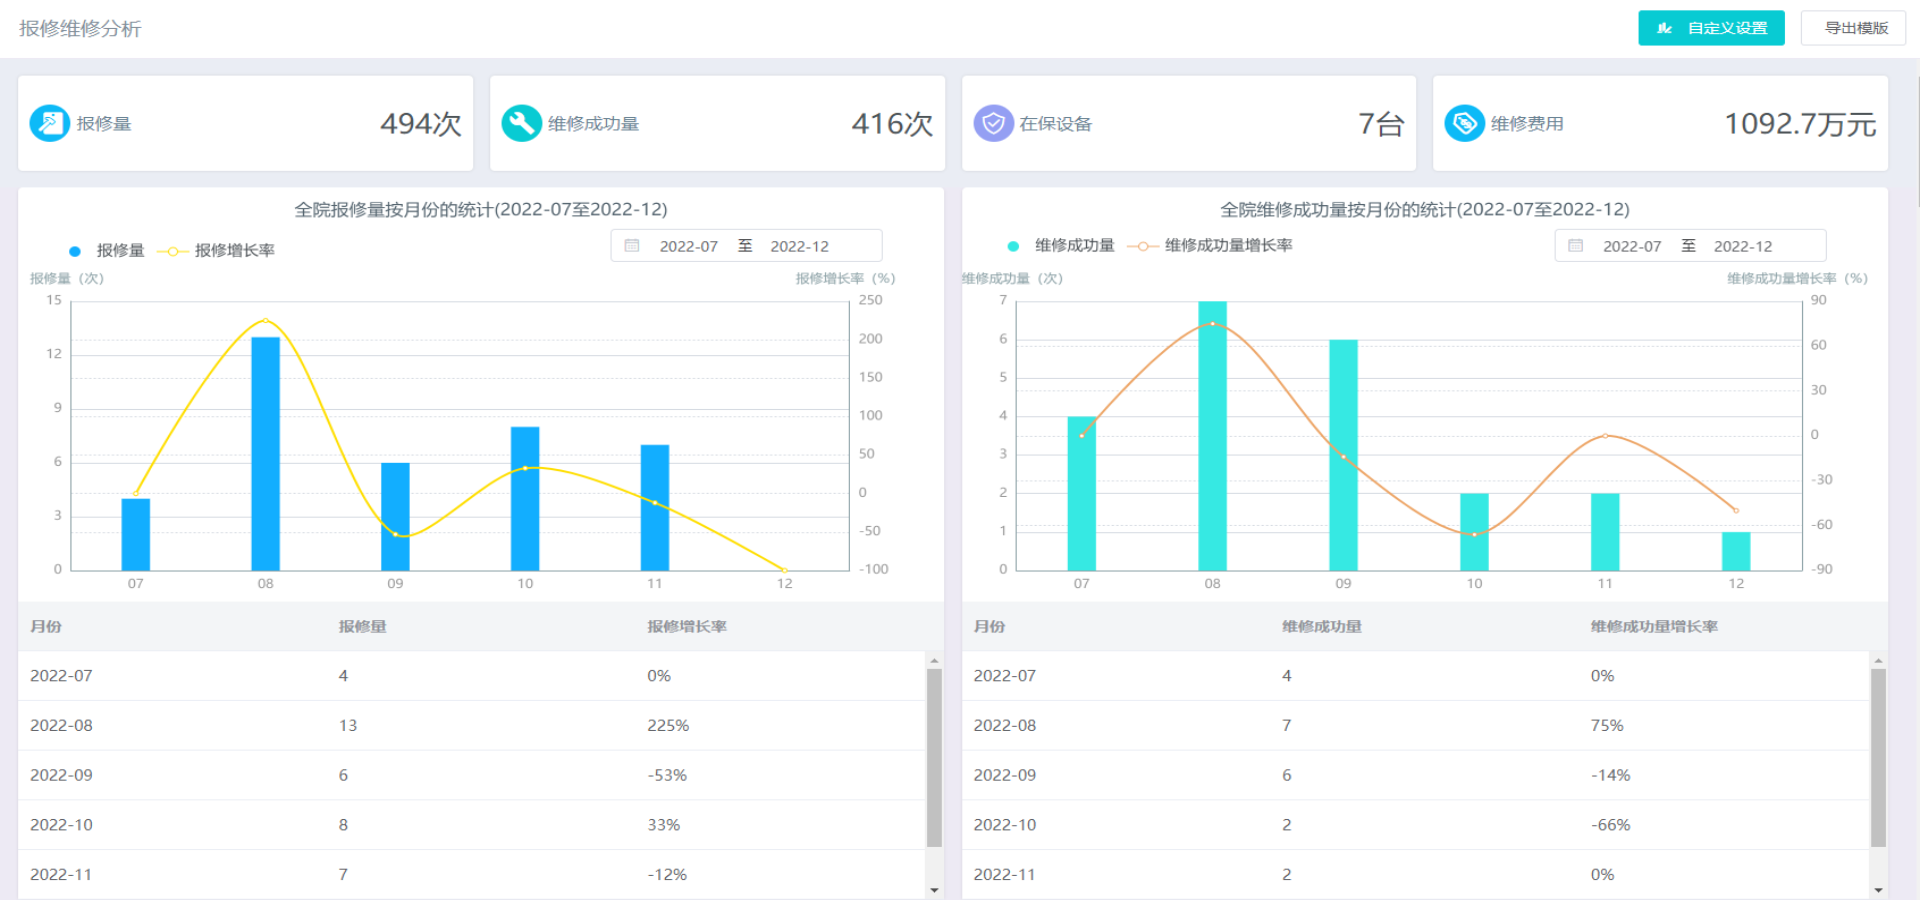 报修维修分析
自定义设置
导出模版
报修量
494次
维修成功量
416次
在保设备
7台
维修费用
1092.7万元
全院报修量按月份的统计(2022-07至2022-12)
报修量 报修增长率
2022-07 至 2022-12
报修量（次）
报修增长率（%）
15
12
9
6
3
0
250
200
150
100
50
0
-50
-100
07 08 09 10 11 12
月份 报修量 报修增长率
2022-07 4 0%
2022-08 13 225%
2022-09 6 -53%
2022-10 8 33%
2022-11 7 -12%
全院维修成功量按月份的统计(2022-07至2022-12)
维修成功量 维修成功量增长率
2022-07 至 2022-12
维修成功量（次）
维修成功量增长率（%）
7
6
5
4
3
2
1
0
90
60
30
0
-30
-60
-90
07 08 09 10 11 12
月份 维修成功量 维修成功量增长率
2022-07 4 0%
2022-08 7 75%
2022-09 6 -14%
2022-10 2 -66%
2022-11 2 0%